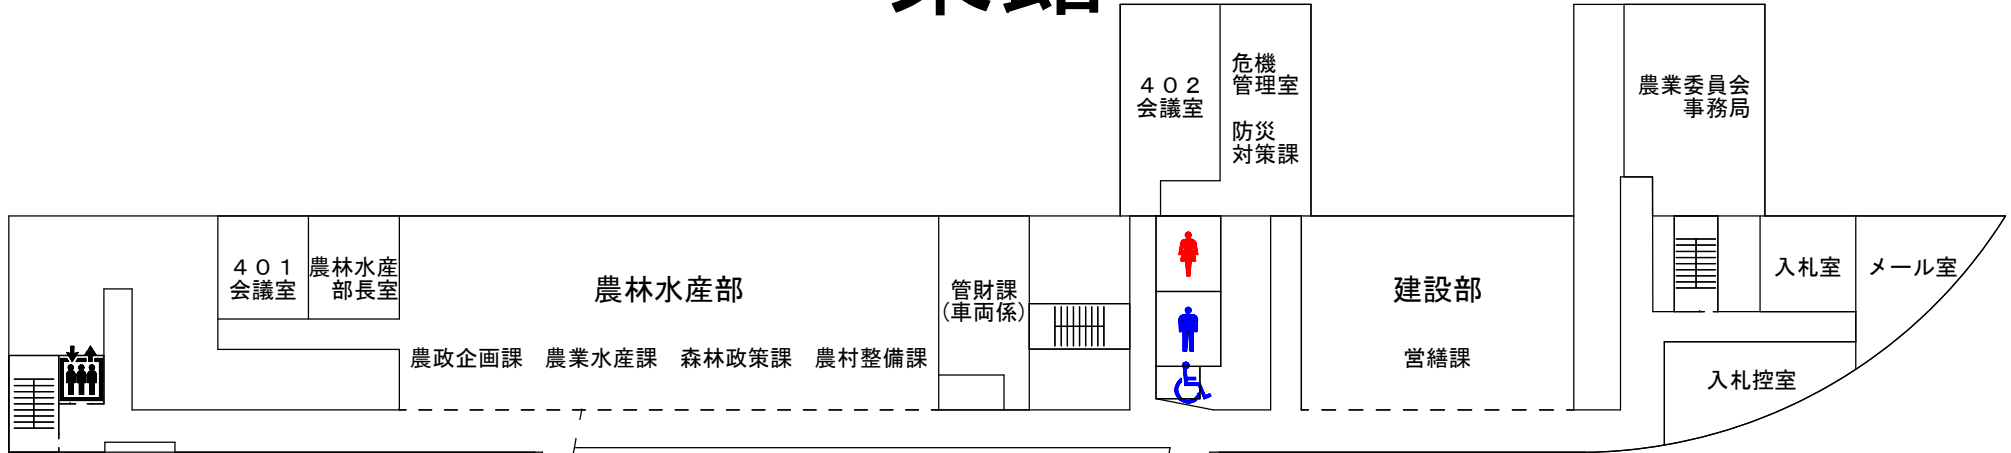 ４０２
会議室
危機
管理室
防災
対策課
農業委員会
事務局
４０１
会議室
農林水産
部長室
農林水産部
農政企画課　農業水産課　森林政策課　農村整備課
管財課
(車両係)
建設部
営繕課
入札室
メール室
入札控室